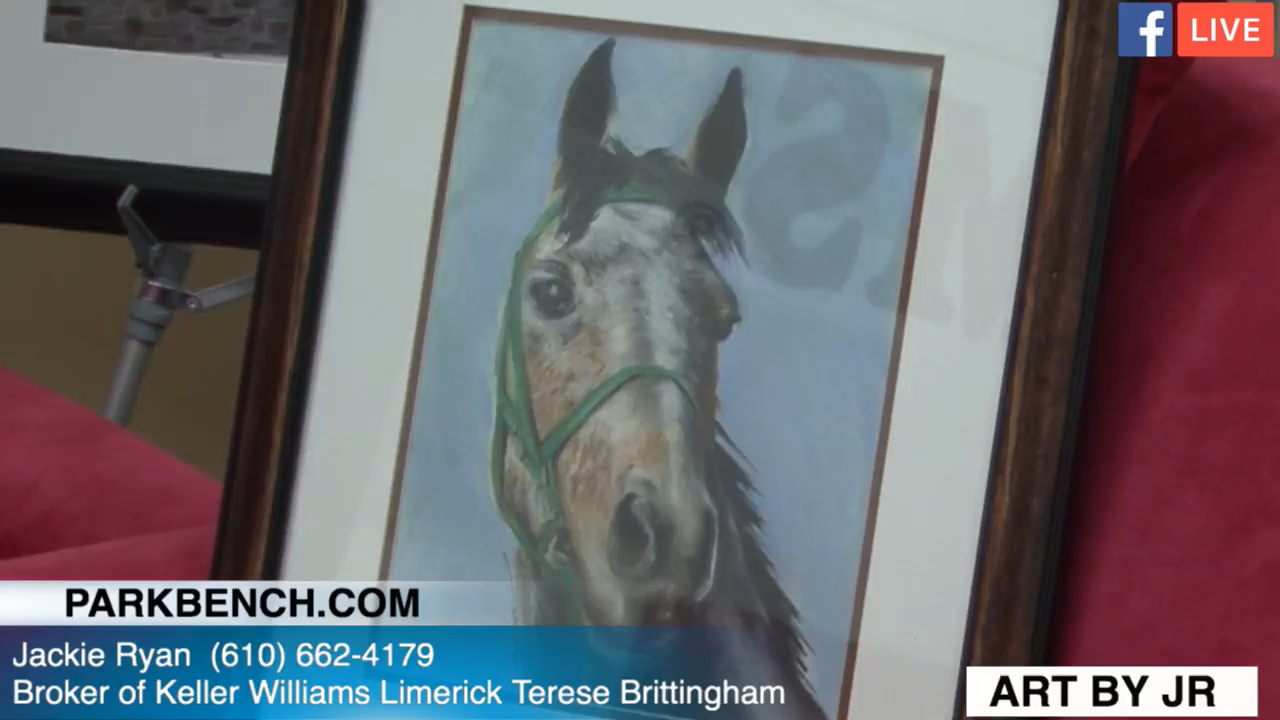 f LIVE
PARKBENCH.COM
Jackie Ryan (610) 662-4179
Broker of Keller Williams Limerick Terese Brittingham
ART BY JR